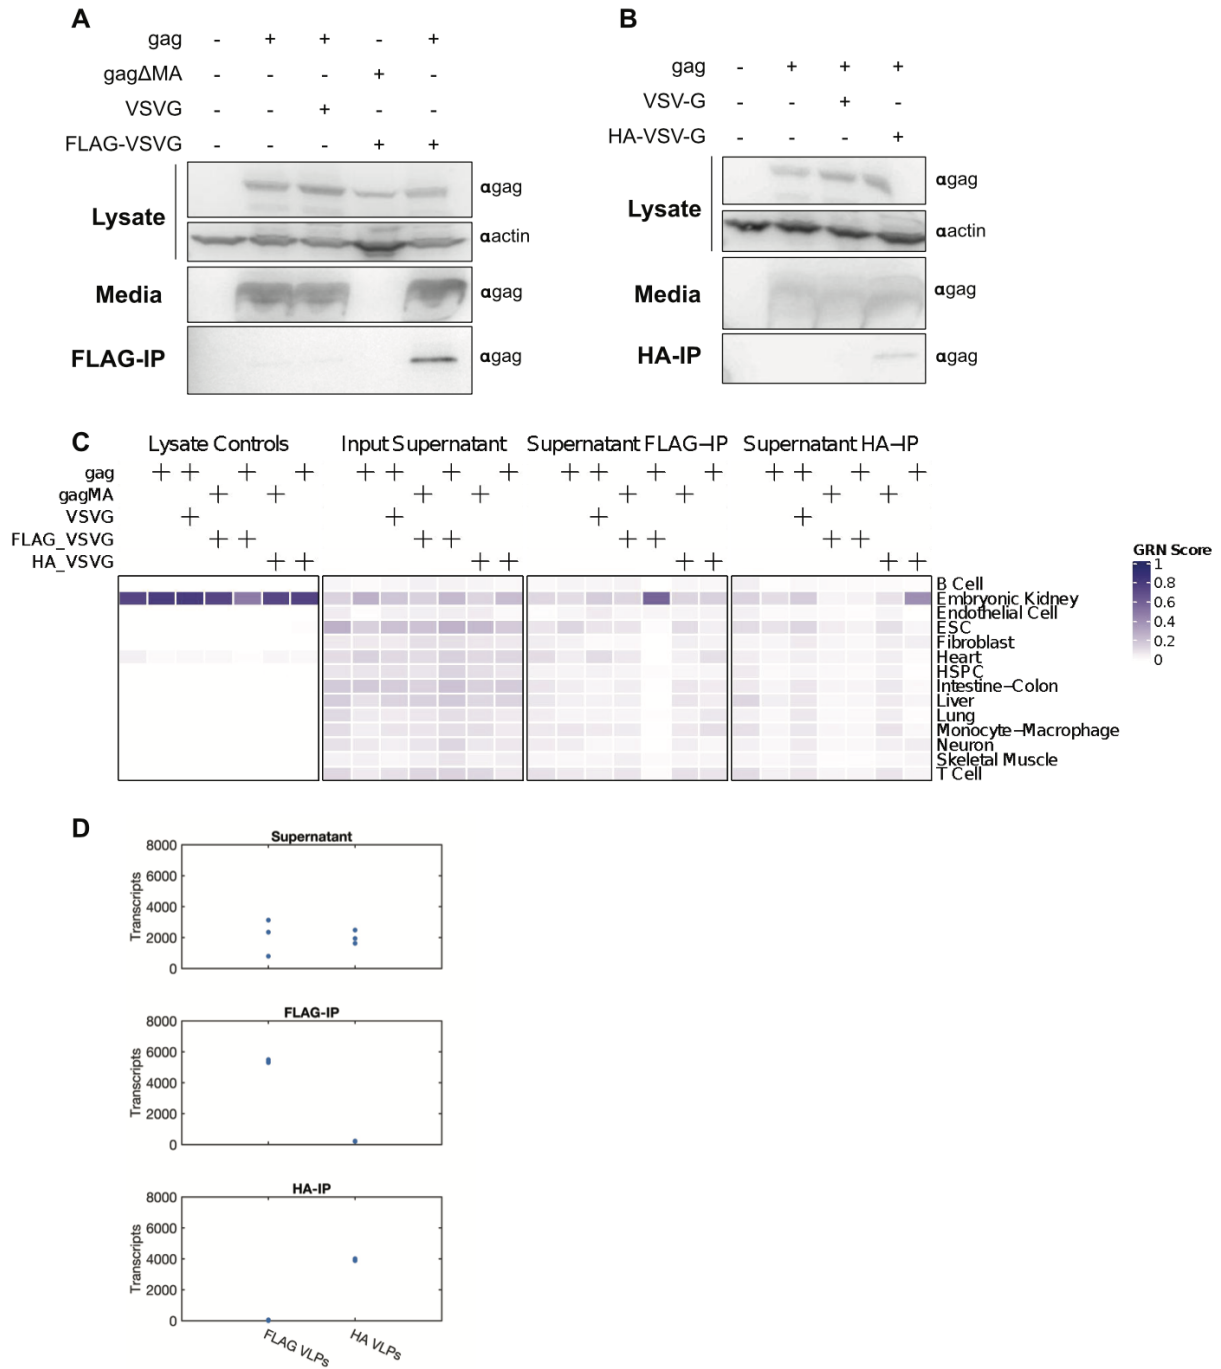 A
gag - + + - +
gagΔMA - - - + -
VSVG - - + - -
FLAG-VSVG - - - + +
Lysate
αgag
αactin
Media αgag
FLAG-IP αgag
B
gag - + + +
VSV-G - - + -
HA-VSV-G - - - +
Lysate
αgag
αactin
Media αgag
HA-IP αgag
C
Lysate Controls Input Supernatant Supernatant FLAG-IP Supernatant HA-IP
gag + + + + + + + + + + + + + + + +
gagMA + + + + + + + +
VSVG + + + +
FLAG_VSVG + + + + + + + +
HA_VSVG + + + + + + + +
B Cell
Embryonic Kidney
Endothelial Cell
ESC
Fibroblast
Heart
HSPC
Intestine-Colon
Liver
Lung
Monocyte-Macrophage
Neuron
Skeletal Muscle
T Cell
GRN Score
1
0.8
0.6
0.4
0.2
0
D
Supernatant
8000
6000
4000
2000
0
Transcripts
FLAG-IP
8000
6000
4000
2000
0
Transcripts
HA-IP
8000
6000
4000
2000
0
Transcripts
FLAG VLPs HA VLPs